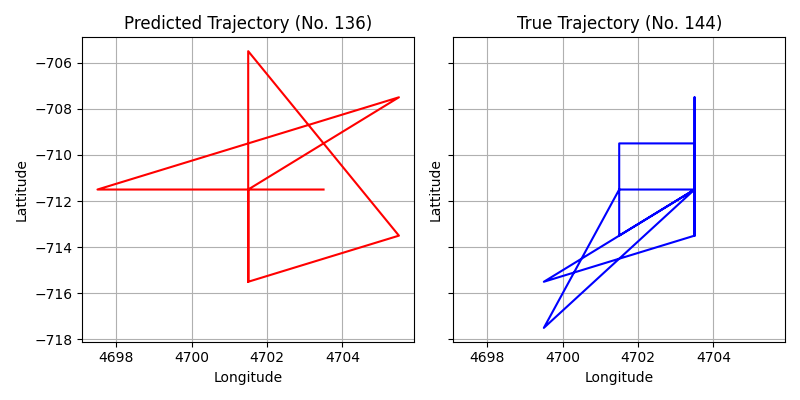 Predicted Trajectory (No. 136)
True Trajectory (No. 144)
Lattitude
−706
−708
−710
−712
−714
−716
−718
4698
4700
4702
4704
Longitude
Lattitude
4698
4700
4702
4704
Longitude